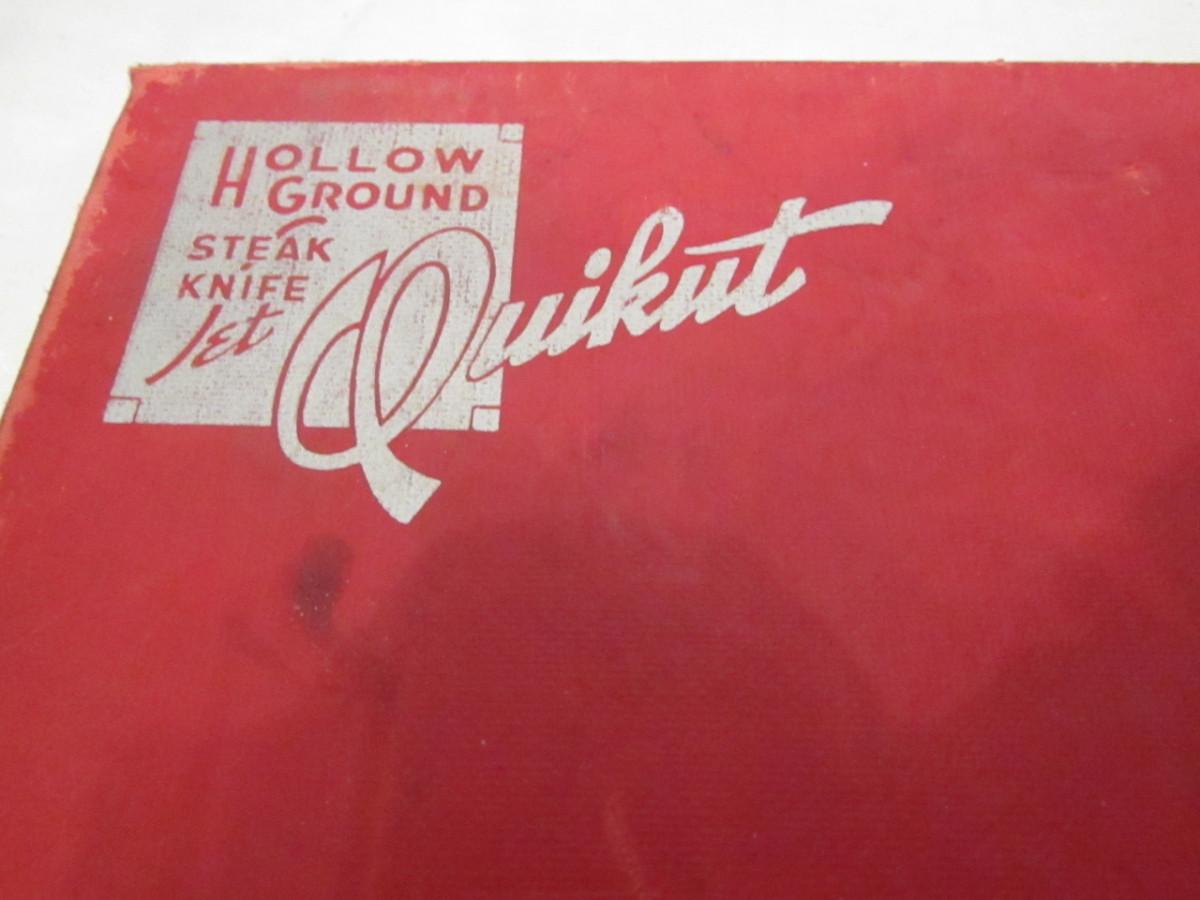 HOLLOW
GROUND
STEAK
KNIFE
Set
Quikut